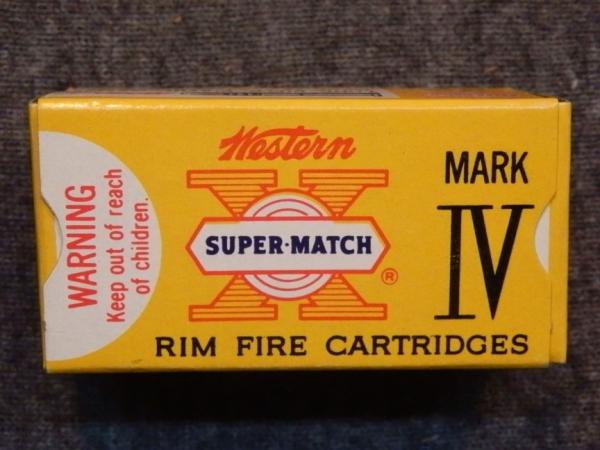 Western
X
SUPER·MATCH
®
MARK
IV
RIM FIRE CARTRIDGES
WARNING
Keep out of reach
of children.